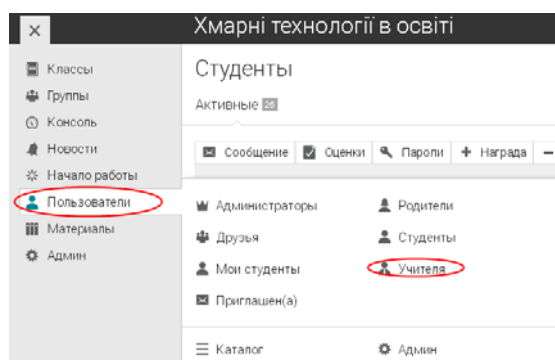 Хмарні технології в освіті
Классы
Группы
Консоль
Новости
Начало работы
Пользователи
Материалы
Админ
Студенты
Активные 26
Сообщение Оценки Пароли Награда
Администраторы Родители
Друзья Студенты
Мои студенты Учителя
Приглашен(а)
Каталог Админ